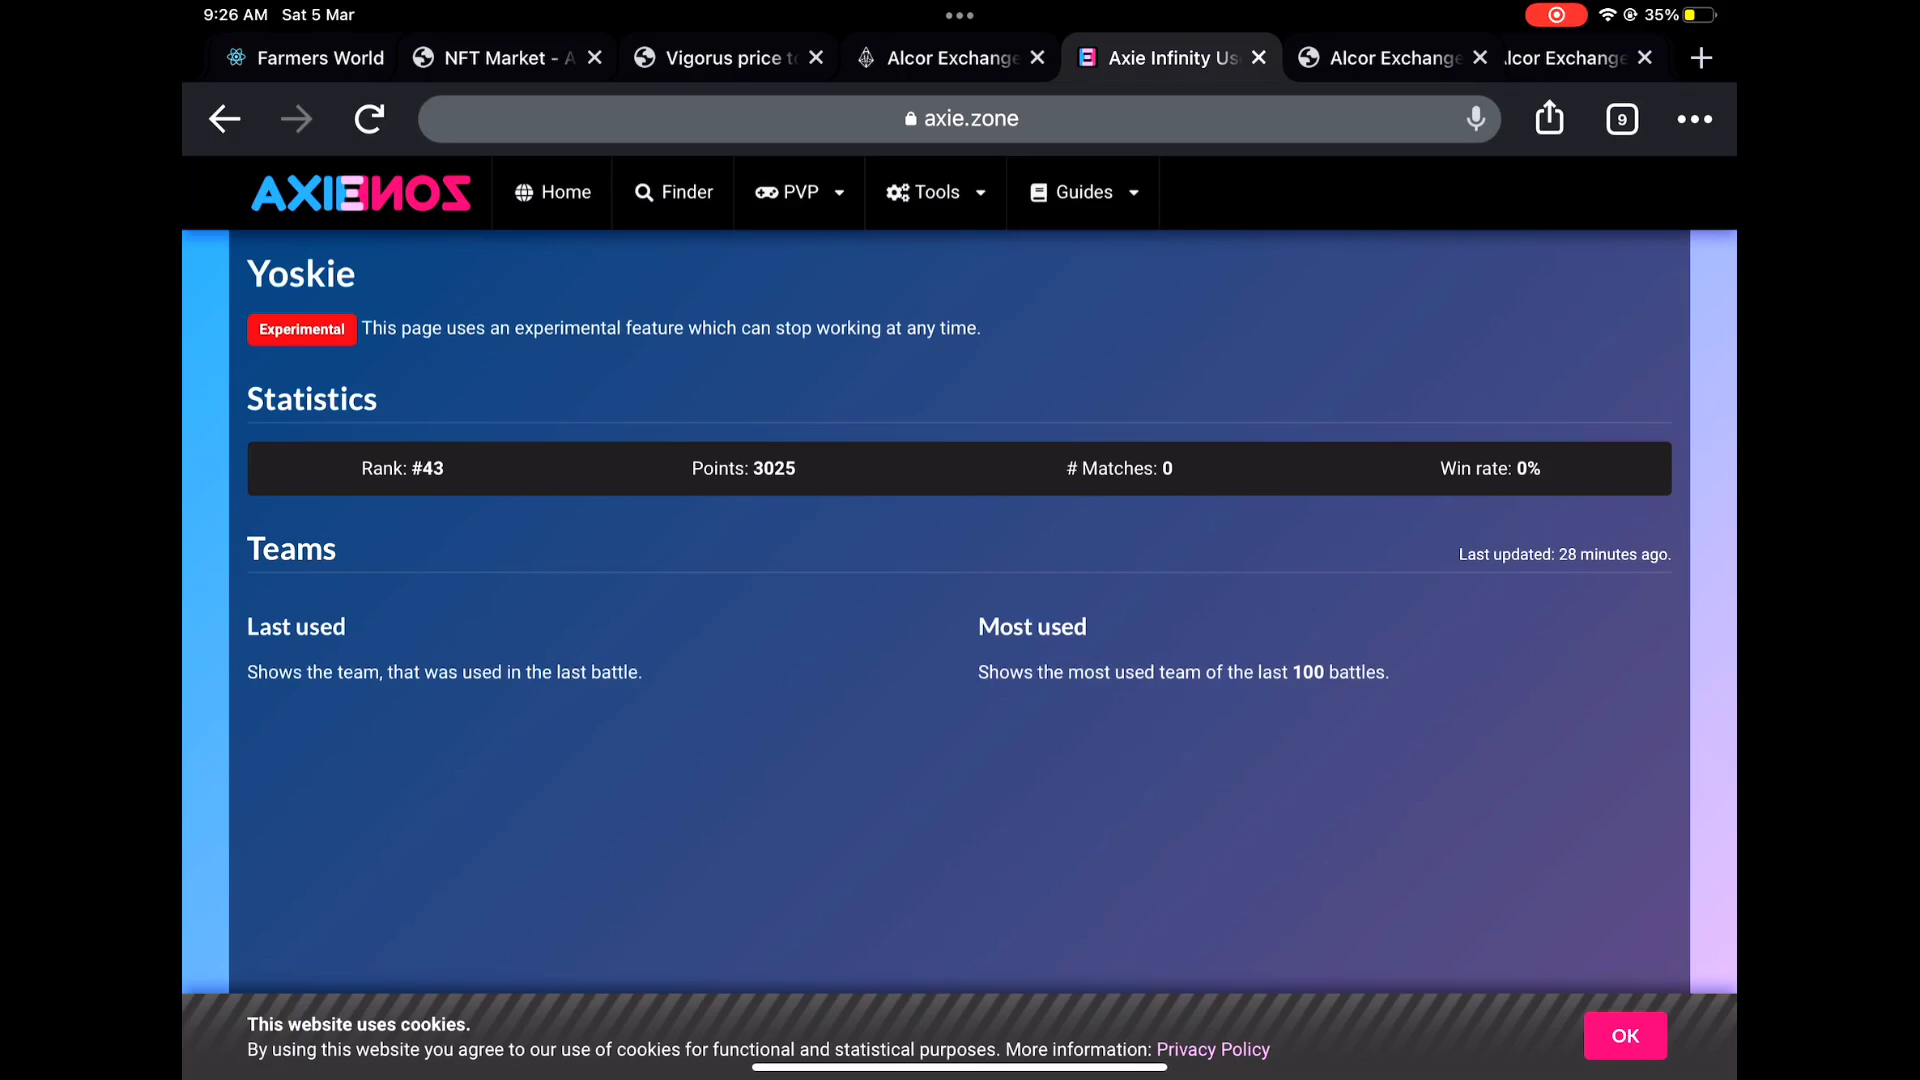 9:26 AM Sat 5 Mar
35%
Farmers World
NFT Market - A
Vigorus price to
Alcor Exchange
Axie Infinity Us
Alcor Exchange
lcor Exchange
axie.zone
9
AXIE ZONE
Home
Finder
PVP
Tools
Guides
Yoskie
Experimental This page uses an experimental feature which can stop working at any time.
Statistics
Rank: #43
Points: 3025
# Matches: 0
Win rate: 0%
Teams
Last updated: 28 minutes ago.
Last used
Shows the team, that was used in the last battle.
Most used
Shows the most used team of the last 100 battles.
This website uses cookies.
By using this website you agree to our use of cookies for functional and statistical purposes. More information: Privacy Policy
OK